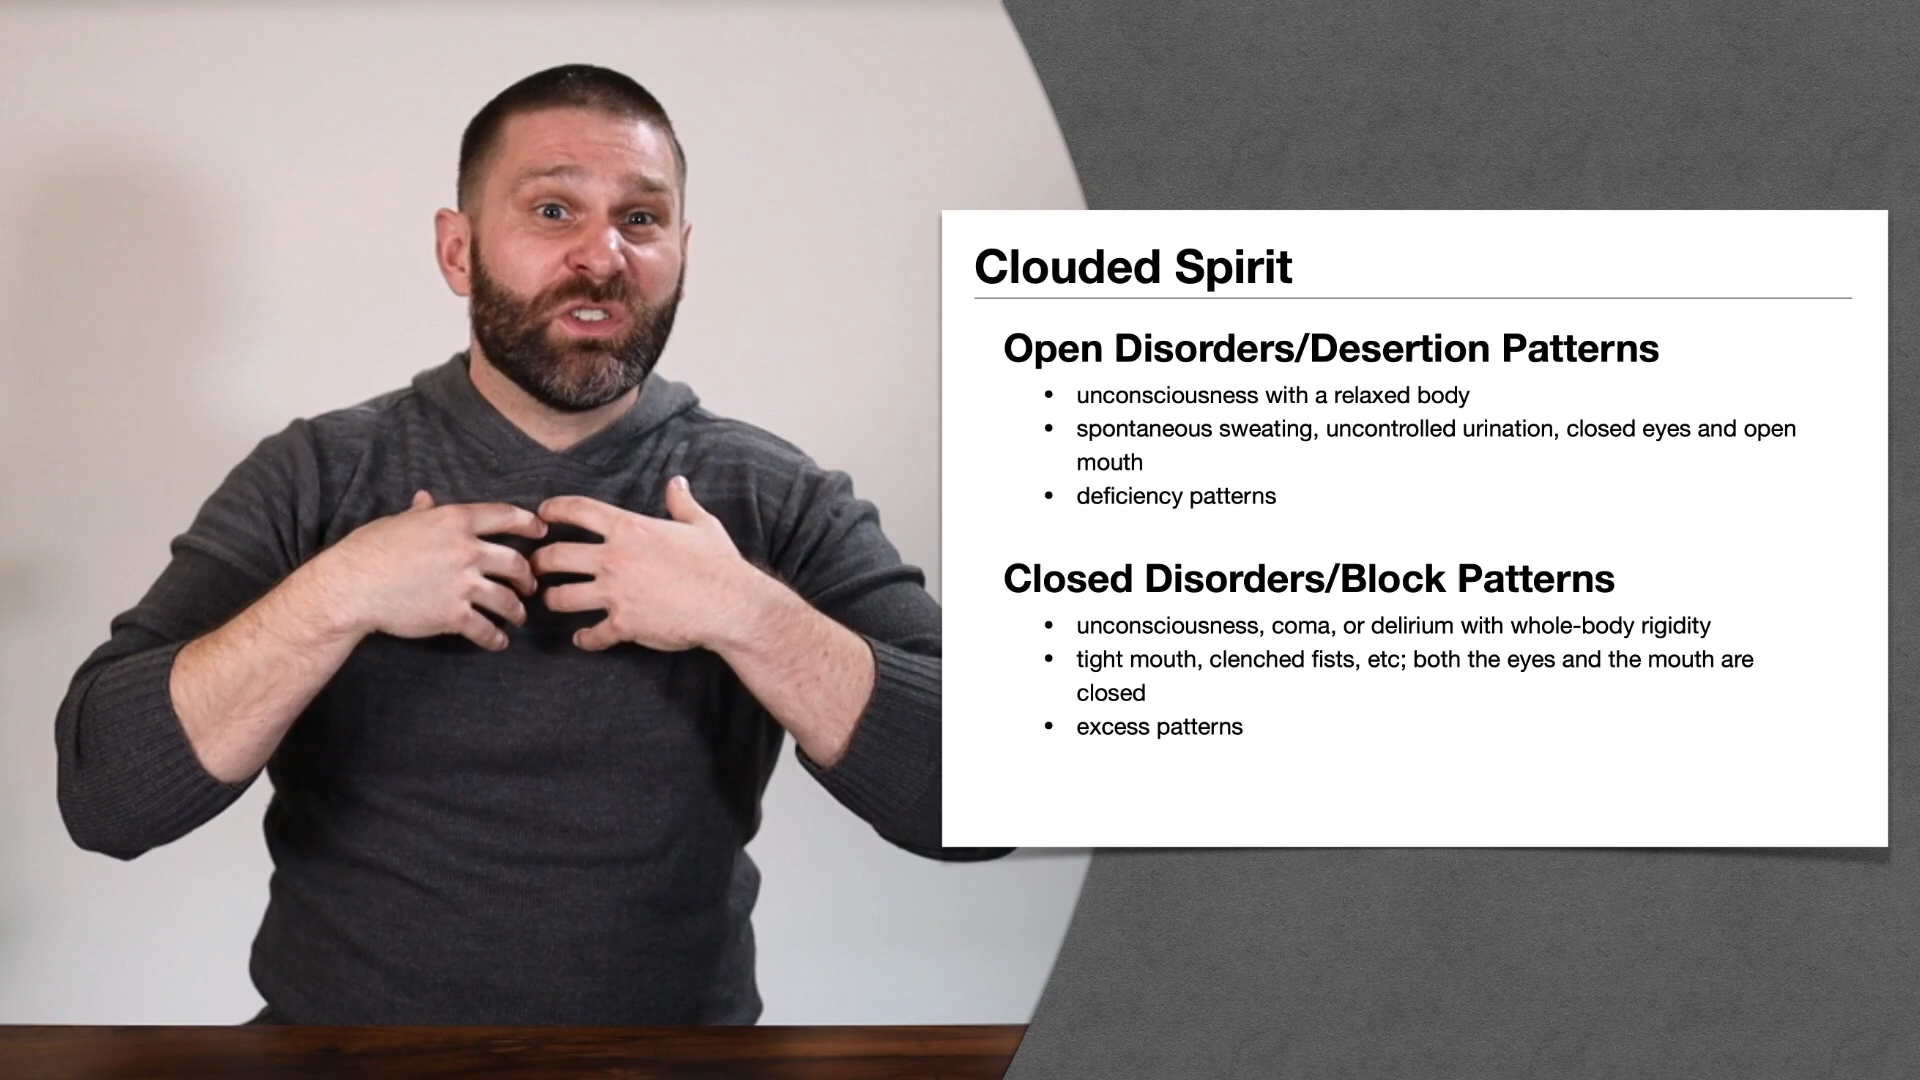 Clouded Spirit
Open Disorders/Desertion Patterns
• unconsciousness with a relaxed body
• spontaneous sweating, uncontrolled urination, closed eyes and open
mouth
• deficiency patterns
Closed Disorders/Block Patterns
• unconsciousness, coma, or delirium with whole-body rigidity
• tight mouth, clenched fists, etc; both the eyes and the mouth are
closed
• excess patterns